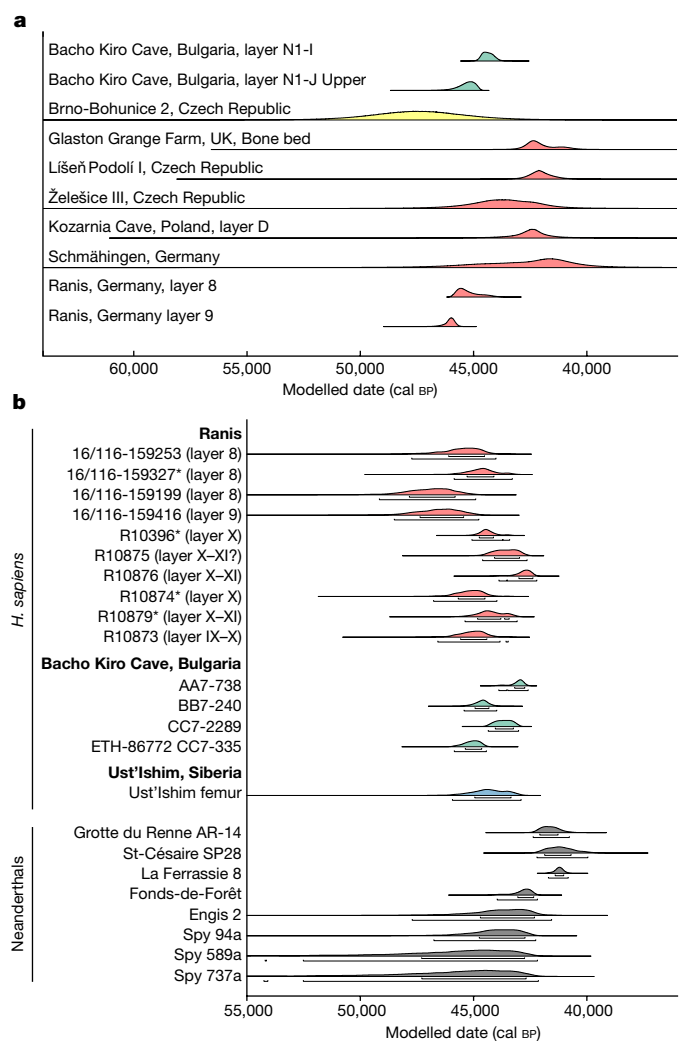 a
Bacho Kiro Cave, Bulgaria, layer N1-I
Bacho Kiro Cave, Bulgaria, layer N1-J Upper
Brno-Bohunice 2, Czech Republic
Glaston Grange Farm, UK, Bone bed
Líšeň Podolí I, Czech Republic
Želešice III, Czech Republic
Kozarnia Cave, Poland, layer D
Schmähingen, Germany
Ranis, Germany, layer 8
Ranis, Germany layer 9
60,000 55,000 50,000 45,000 40,000
Modelled date (cal BP)
b
H. sapiens
Ranis
16/116-159253 (layer 8)
16/116-159327* (layer 8)
16/116-159199 (layer 8)
16/116-159416 (layer 9)
R10396* (layer X)
R10875 (layer X–XI?)
R10876 (layer X–XI)
R10874* (layer X)
R10879* (layer X–XI)
R10873 (layer IX–X)
Bacho Kiro Cave, Bulgaria
AA7-738
BB7-240
CC7-2289
ETH-86772 CC7-335
Ust'Ishim, Siberia
Ust'Ishim femur
Neanderthals
Grotte du Renne AR-14
St-Césaire SP28
La Ferrassie 8
Fonds-de-Forêt
Engis 2
Spy 94a
Spy 589a
Spy 737a
55,000 50,000 45,000 40,000
Modelled date (cal BP)